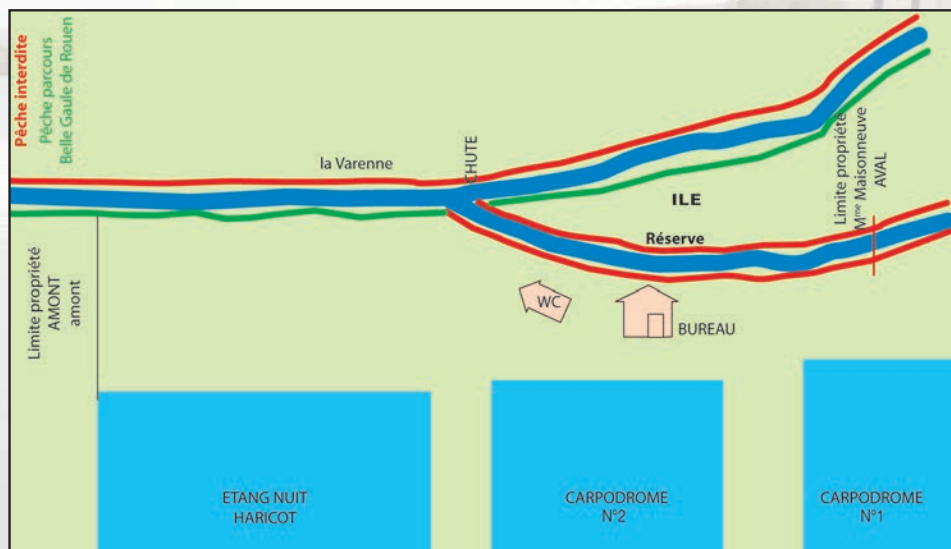 Pêche interdite
Pêche parcours
Belle Gaule de Rouen
la Varenne
CHUTE
ILE
Réserve
Limite propriété
Mme Maisonneuve
AVAL
Limite propriété
AMONT
amont
WC
BUREAU
ETANG NUIT
HARICOT
CARPODROME
N°2
CARPODROME
N°1